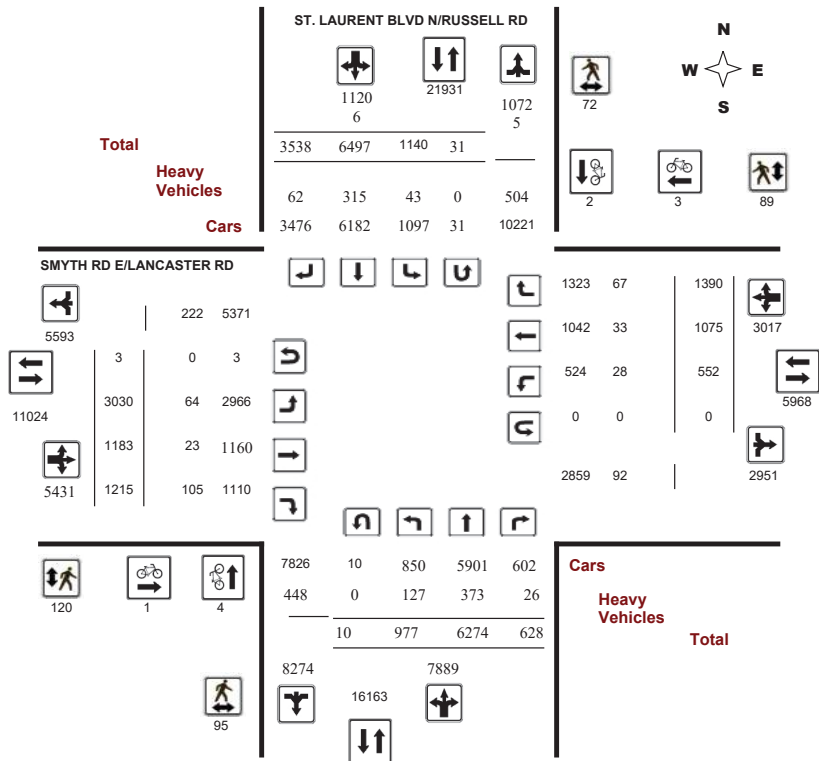 ST. LAURENT BLVD N/RUSSELL RD
N
W E
S
1120
6
21931
1072
5
72
Total
3538 6497 1140 31
Heavy
Vehicles
62 315 43 0 504
Cars
3476 6182 1097 31 10221
2 3 89
SMYTH RD E/LANCASTER RD
5593
222 5371
11024
3 0 3
3030 64 2966
1183 23 1160
5431
1215 105 1110
1323 67 1390
3017
1042 33 1075
524 28 552
5968
0 0 0
2859 92
2951
7826 10 850 5901 602
448 0 127 373 26
10 977 6274 628
8274
16163
7889
Cars
Heavy
Vehicles
Total
120 1 4
95